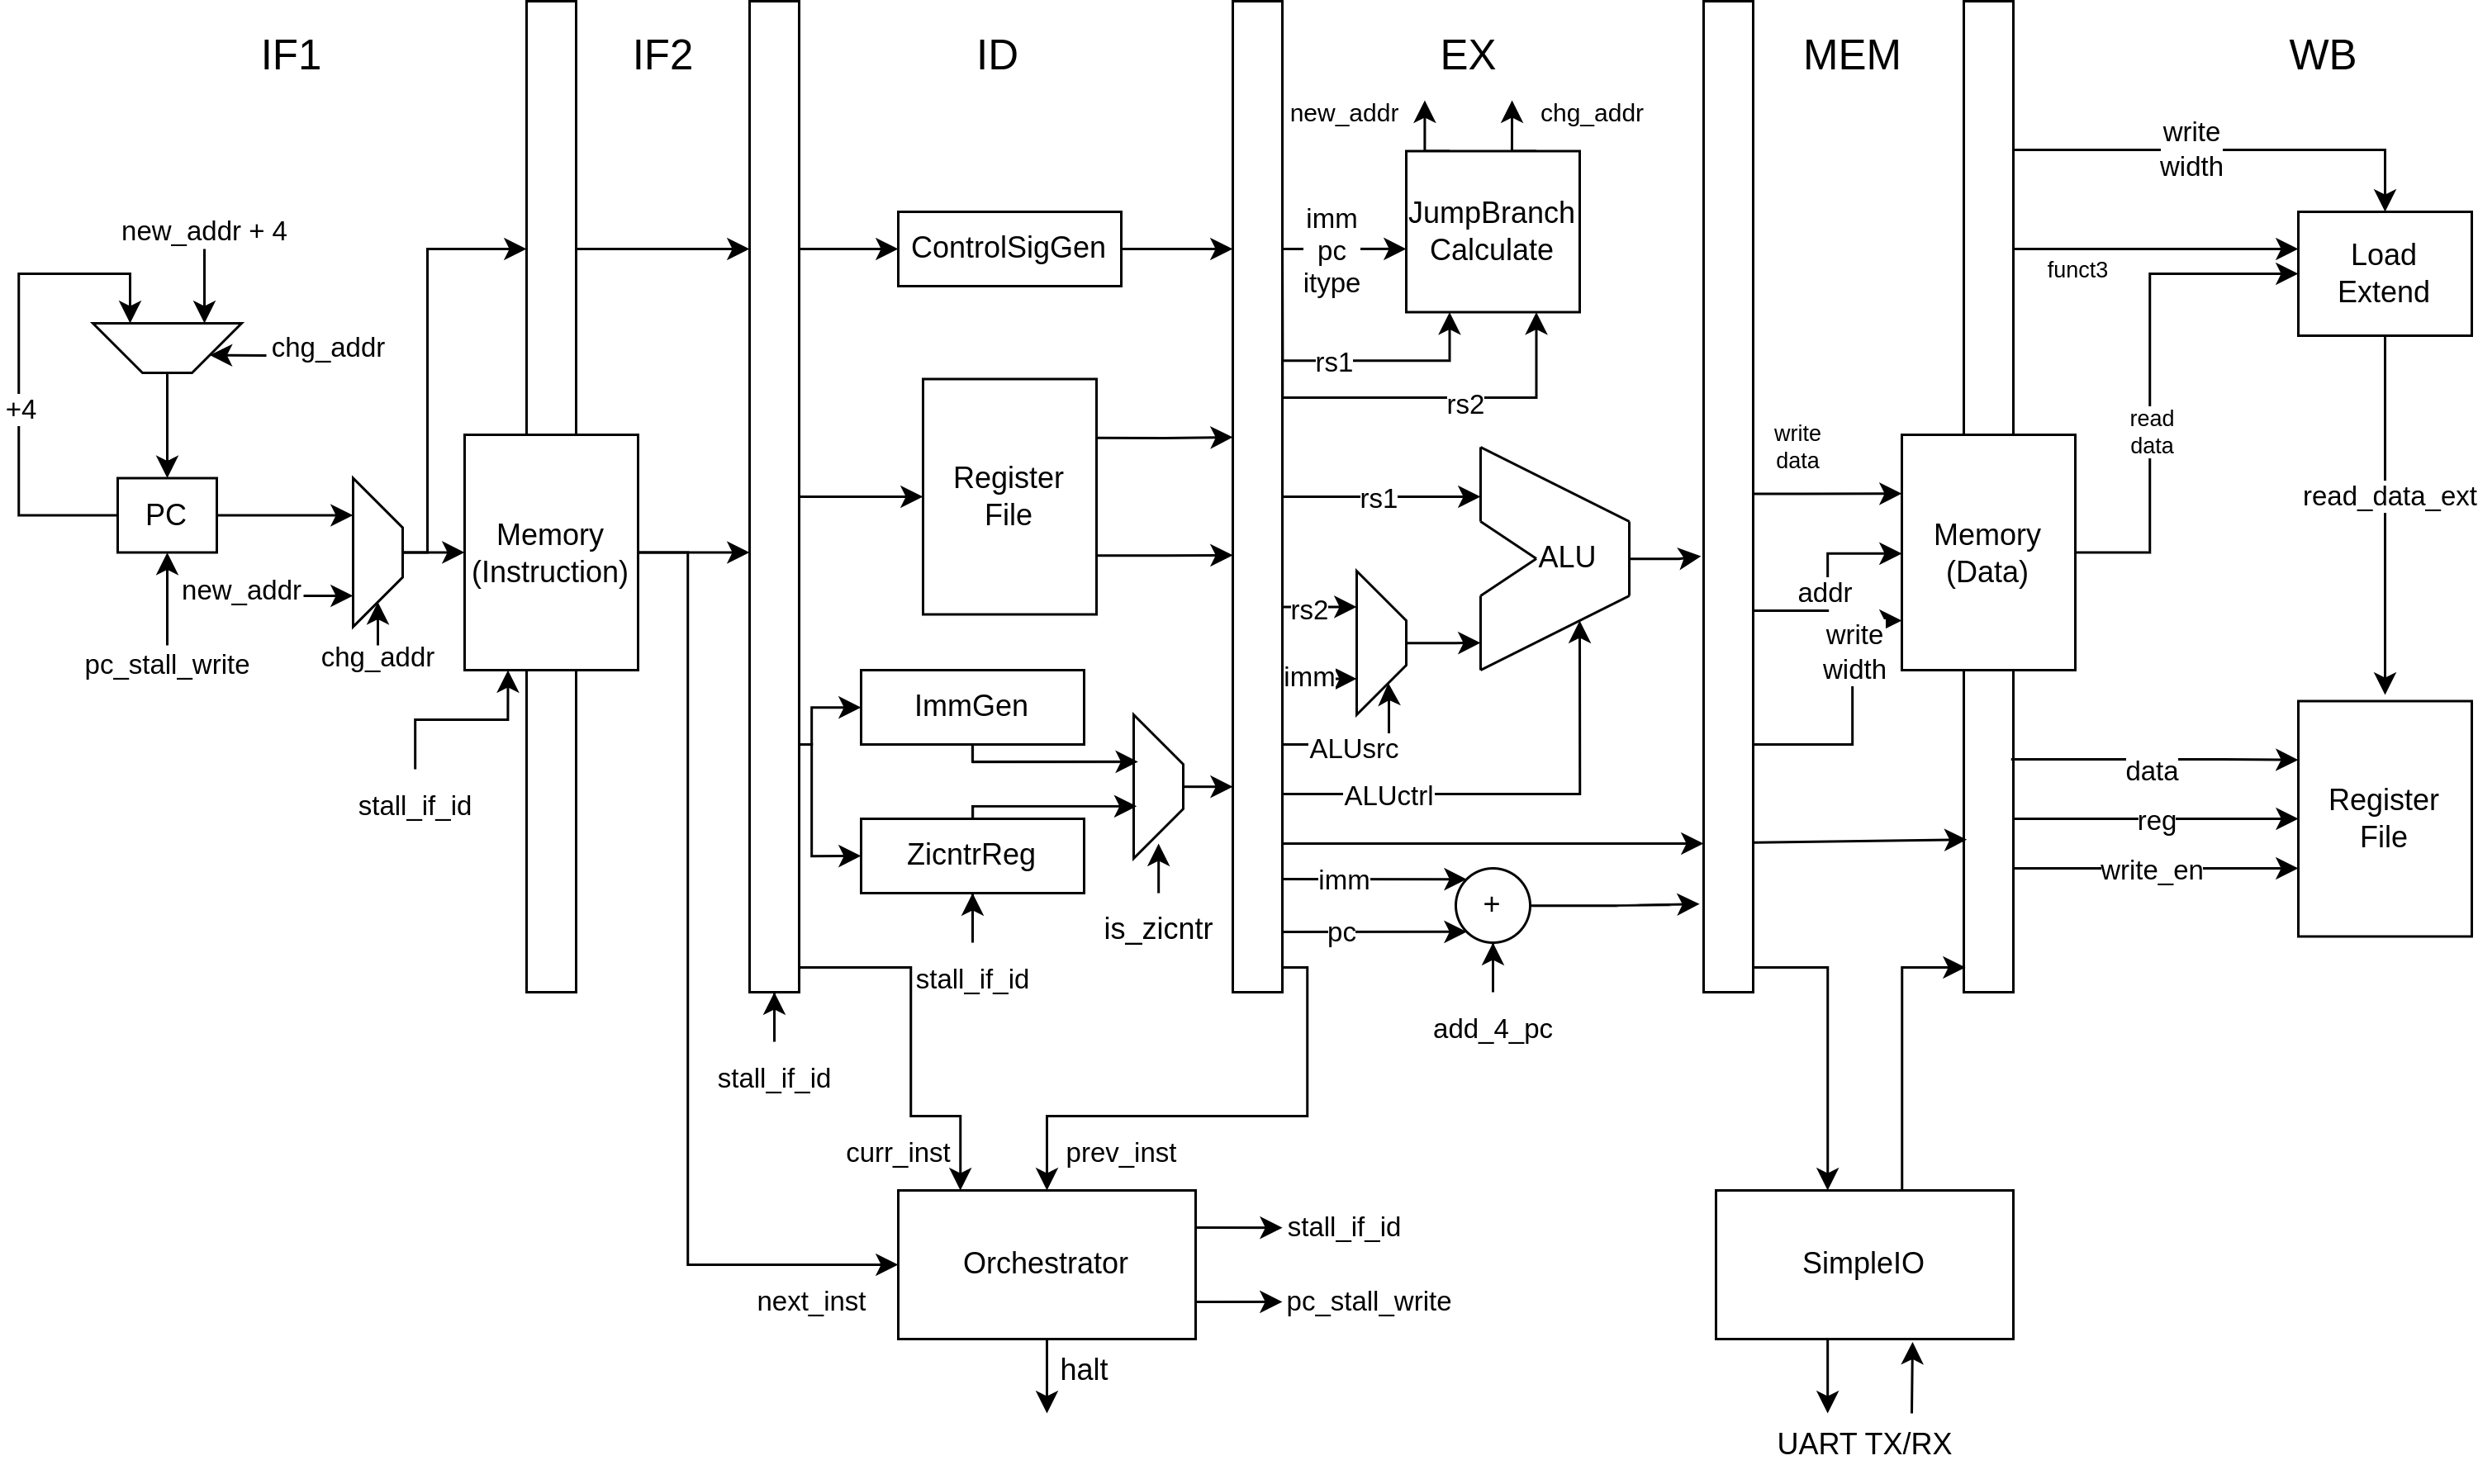 IF1
IF2
ID
EX
MEM
WB
new_addr
chg_addr
write
width
new_addr + 4
ControlSigGen
imm
pc
itype
JumpBranch
Calculate
Load
Extend
funct3
chg_addr
rs1
rs2
+4
read
data
write
data
PC
Memory
(Instruction)
Register
File
rs1
ALU
Memory
(Data)
read_data_ext
new_addr
rs2
addr
chg_addr
pc_stall_write
imm
write
width
ImmGen
ALUsrc
ALUctrl
data
Register
File
reg
write_en
stall_if_id
ZicntrReg
is_zicntr
imm
+
pc
stall_if_id
add_4_pc
stall_if_id
curr_inst
prev_inst
Orchestrator
stall_if_id
pc_stall_write
SimpleIO
next_inst
halt
UART TX/RX